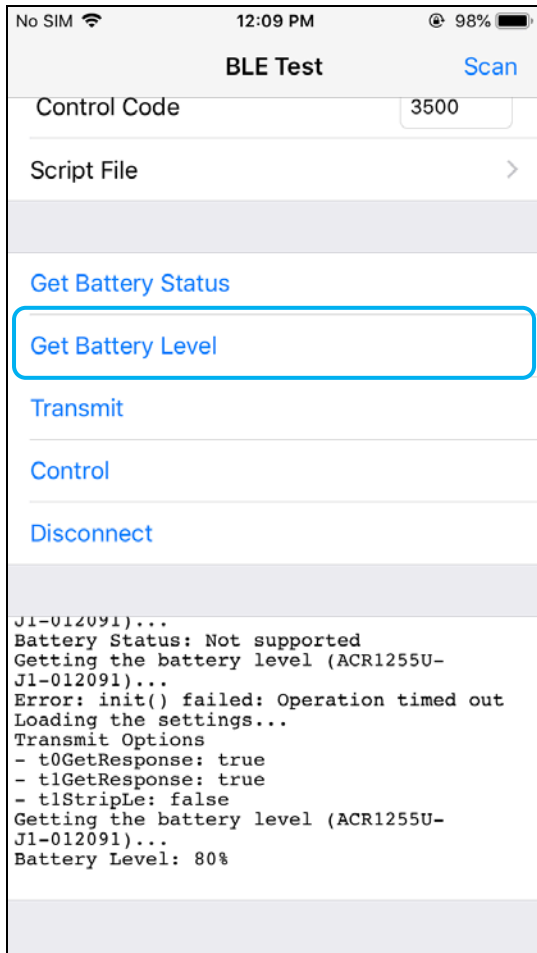 No SIM 12:09 PM 98%
BLE Test Scan
Control Code 3500
Script File
Get Battery Status
Get Battery Level
Transmit
Control
Disconnect
J1-012091)...
Battery Status: Not supported
Getting the battery level (ACR1255U-
J1-012091)...
Error: init() failed: Operation timed out
Loading the settings...
Transmit Options
- t0GetResponse: true
- t1GetResponse: true
- t1StripLe: false
Getting the battery level (ACR1255U-
J1-012091)...
Battery Level: 80%